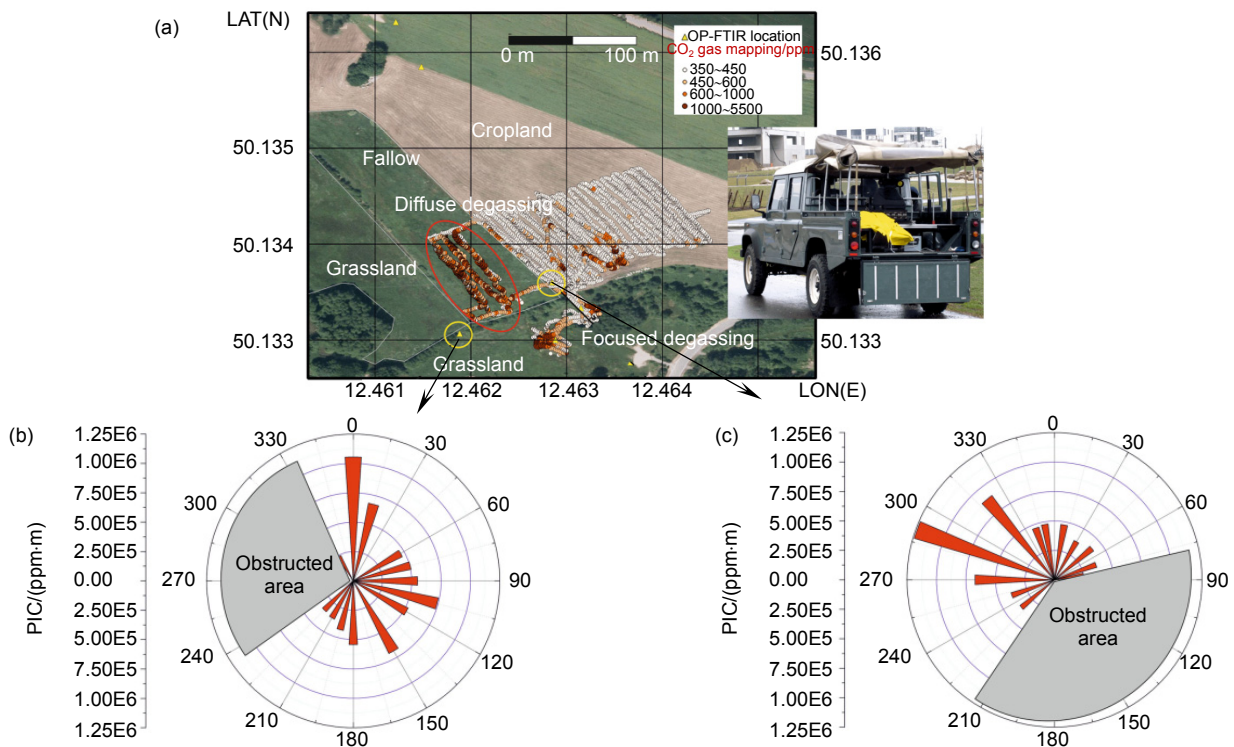 (a)
LAT(N)
OP-FTIR location
CO₂ gas mapping/ppm
350~450
450~600
600~1000
1000~5500
0 m
100 m
50.136
50.135
50.134
50.133
50.133
Cropland
Fallow
Diffuse degassing
Grassland
Focused degassing
Grassland
12.461
12.462
12.463
12.464
LON(E)
(b)
PIC/(ppm·m)
1.25E6
1.00E6
7.50E5
5.00E5
2.50E5
0.00
2.50E5
5.00E5
7.50E5
1.00E6
1.25E6
0
30
60
90
120
150
180
210
240
270
300
330
Obstructed
area
(c)
PIC/(ppm·m)
1.25E6
1.00E6
7.50E5
5.00E5
2.50E5
0.00
2.50E5
5.00E5
7.50E5
1.00E6
1.25E6
0
30
60
90
120
150
180
210
240
270
300
330
Obstructed
area